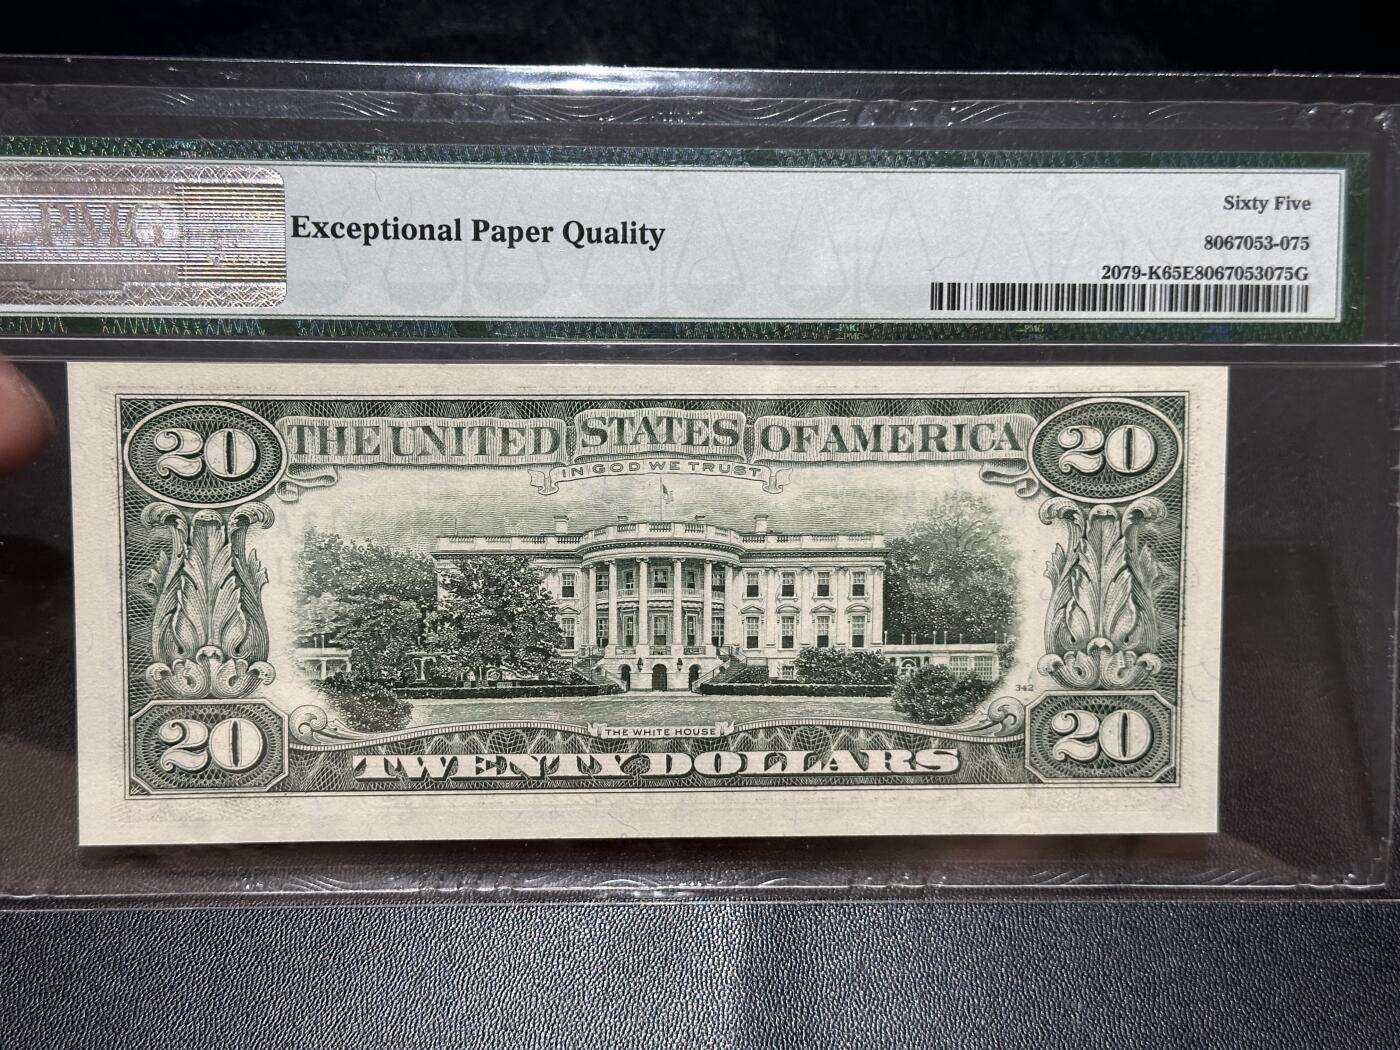 PMG
Exceptional Paper Quality
Sixty Five
8067053-075
2079-K65E8067053075G
20 THE UNITED STATES OF AMERICA 20
IN GOD WE TRUST
342
THE WHITE HOUSE
20 TWENTY DOLLARS 20